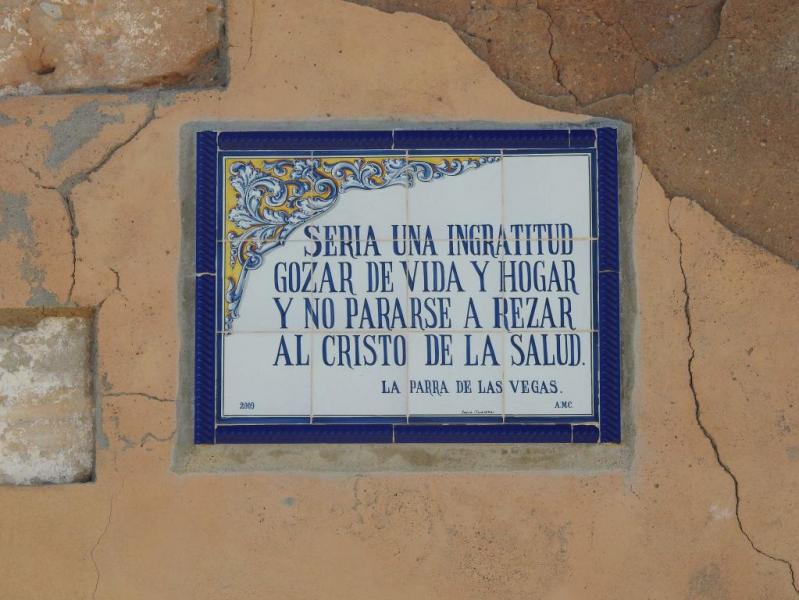 SERIA UNA INGRATITUD
GOZAR DE VIDA Y HOGAR
Y NO PARARSE A REZAR
AL CRISTO DE LA SALUD.
LA PARRA DE LAS VEGAS.
2009
A.M.C.